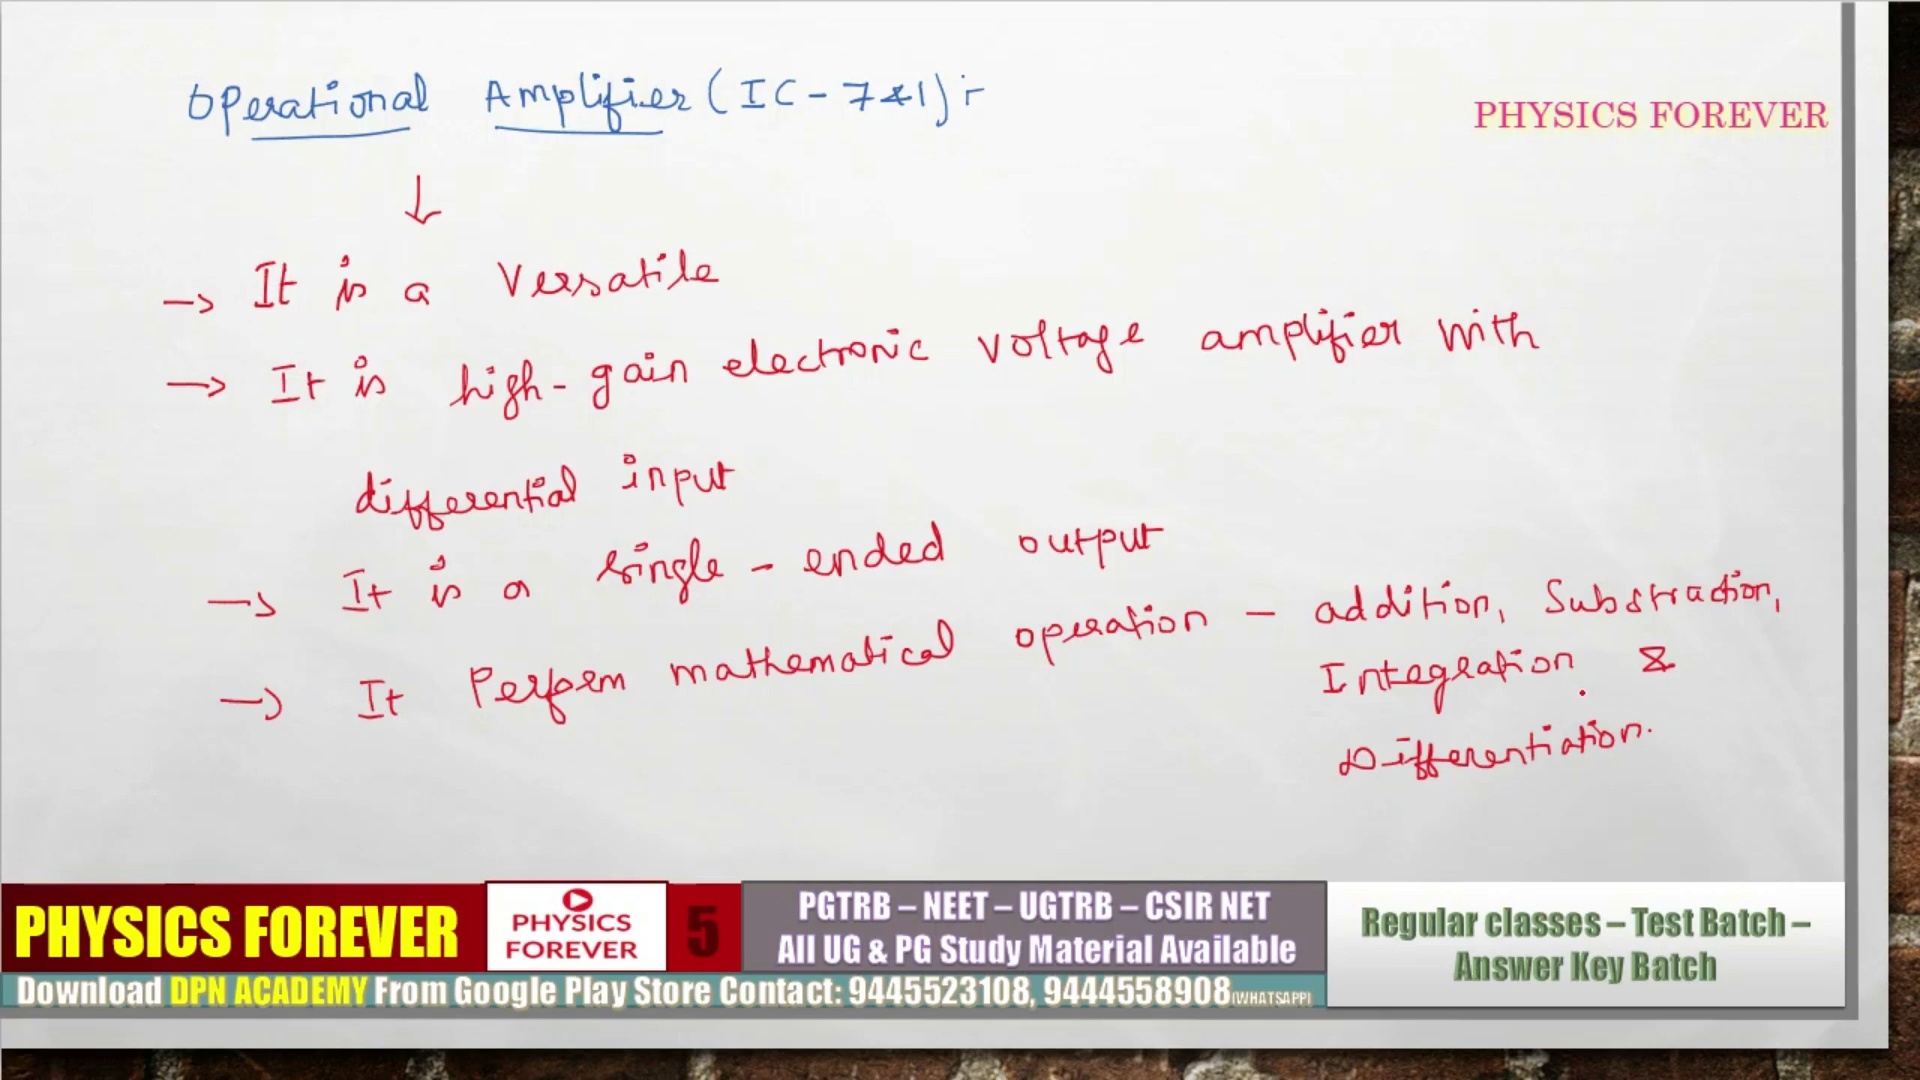 Operational Amplifier (IC-741) :-
PHYSICS FOREVER
↓
→ It is a Versatile
→ It is high-gain electronic voltage amplifier with
differential input
→ It is a single-ended output
→ It Perform mathematical operation - addition, Substraction,
Integration &
Differentiation.
PHYSICS FOREVER
PHYSICS
FOREVER
5
PGTRB – NEET – UGTRB – CSIR NET
All UG & PG Study Material Available
Regular classes – Test Batch –
Answer Key Batch
Download DPN ACADEMY From Google Play Store Contact: 9445523108, 9444558908(WHATSAPP)